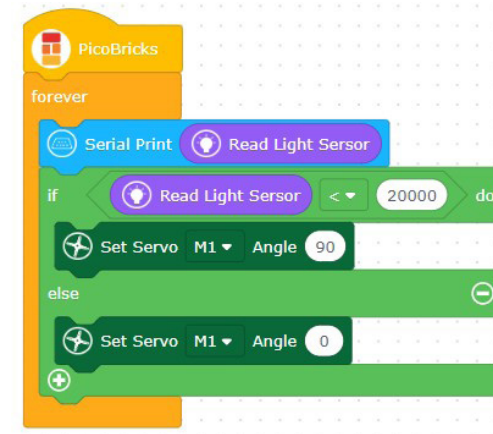 PicoBricks
forever
Serial Print Read Light Sersor
if Read Light Sersor < 20000 do
Set Servo M1 Angle 90
else
Set Servo M1 Angle 0